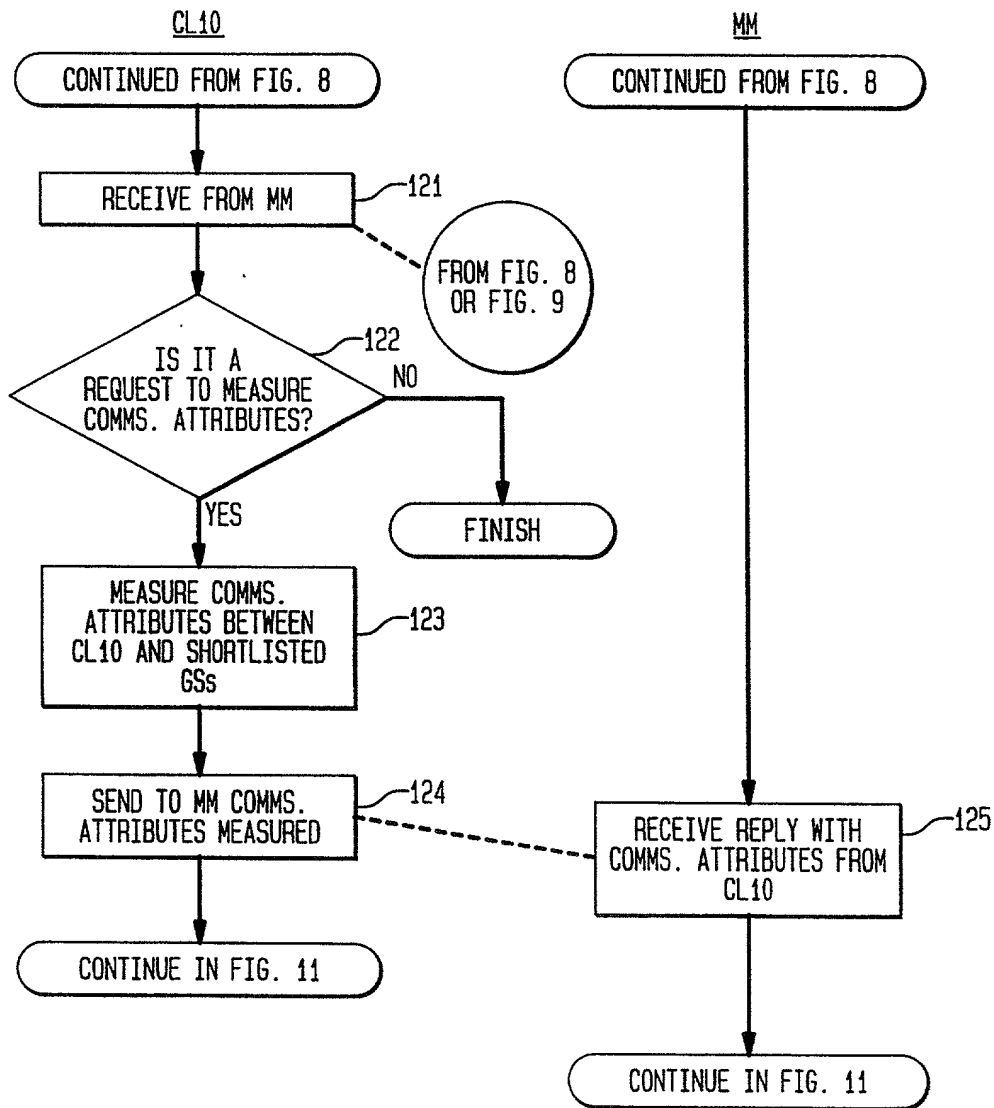 CL10
MM
CONTINUED FROM FIG. 8
CONTINUED FROM FIG. 8
RECEIVE FROM MM
121
FROM FIG. 8
OR FIG. 9
122
IS IT A
REQUEST TO MEASURE
COMMS. ATTRIBUTES?
NO
YES
FINISH
MEASURE COMMS.
ATTRIBUTES BETWEEN
CL10 AND SHORTLISTED
GSs
123
SEND TO MM COMMS.
ATTRIBUTES MEASURED
124
RECEIVE REPLY WITH
COMMS. ATTRIBUTES FROM
CL10
125
CONTINUE IN FIG. 11
CONTINUE IN FIG. 11